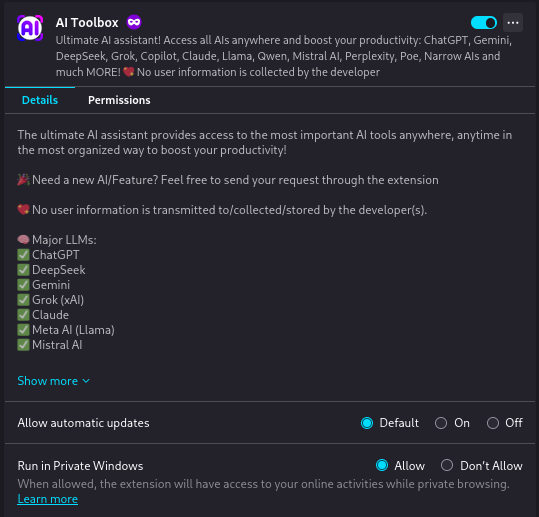 AI
AI Toolbox
Ultimate AI assistant! Access all AIs anywhere and boost your productivity: ChatGPT, Gemini,
DeepSeek, Grok, Copilot, Claude, Llama, Qwen, Mistral AI, Perplexity, Poe, Narrow AIs and
much MORE! 💘 No user information is collected by the developer
Details Permissions
The ultimate AI assistant provides access to the most important AI tools anywhere, anytime in
the most organized way to boost your productivity!
🎉 Need a new AI/Feature? Feel free to send your request through the extension
💘 No user information is transmitted to/collected/stored by the developer(s).
🧠 Major LLMs:
✅ ChatGPT
✅ DeepSeek
✅ Gemini
✅ Grok (xAI)
✅ Claude
✅ Meta AI (Llama)
✅ Mistral AI
Show more
Allow automatic updates Default On Off
Run in Private Windows Allow Don't Allow
When allowed, the extension will have access to your online activities while private browsing.
Learn more